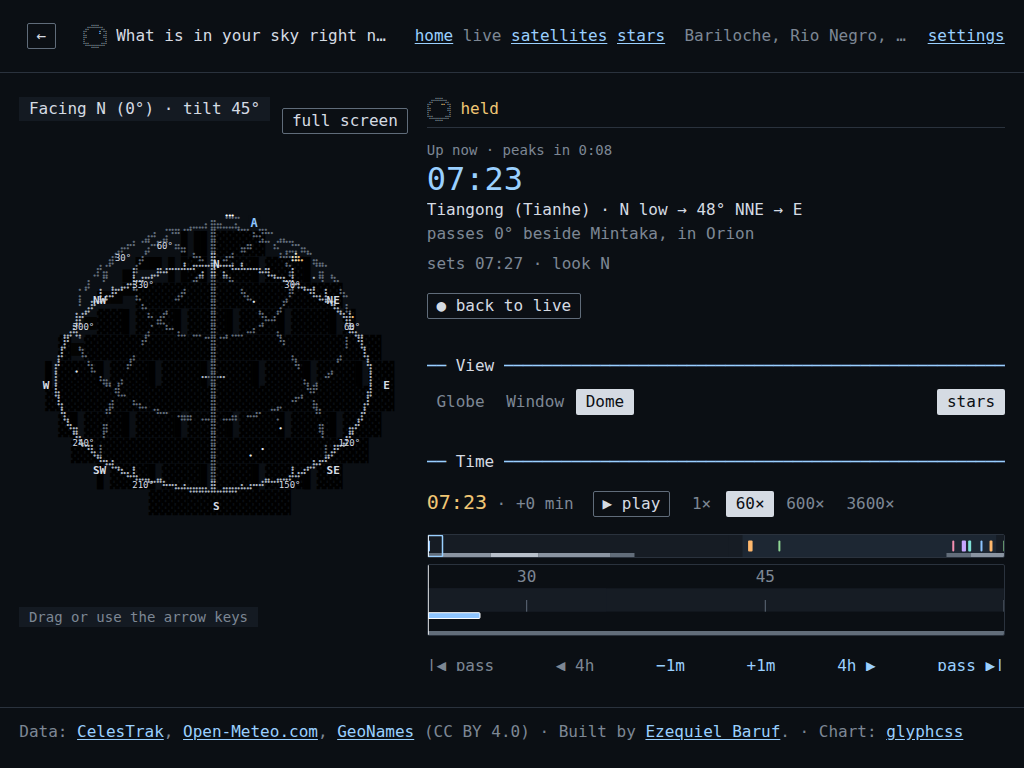 ←
What is in your sky right n…
home live satellites stars
Bariloche, Rio Negro, …
settings
Facing N (0°) · tilt 45°
full screen
A
60°
30°
N
330°
30°
NW
NE
300°
60°
W
E
240°
120°
SW
SE
210°
150°
S
Drag or use the arrow keys
held
Up now · peaks in 0:08
07:23
Tiangong (Tianhe) · N low → 48° NNE → E
passes 0° beside Mintaka, in Orion
sets 07:27 · look N
● back to live
View
Globe Window Dome stars
Time
07:23 · +0 min ▶ play 1× 60× 600× 3600×
30 45
|◀ pass ◀ 4h −1m +1m 4h ▶ pass ▶|
Data: CelesTrak, Open-Meteo.com, GeoNames (CC BY 4.0) · Built by Ezequiel Baruf. · Chart: glyphcss